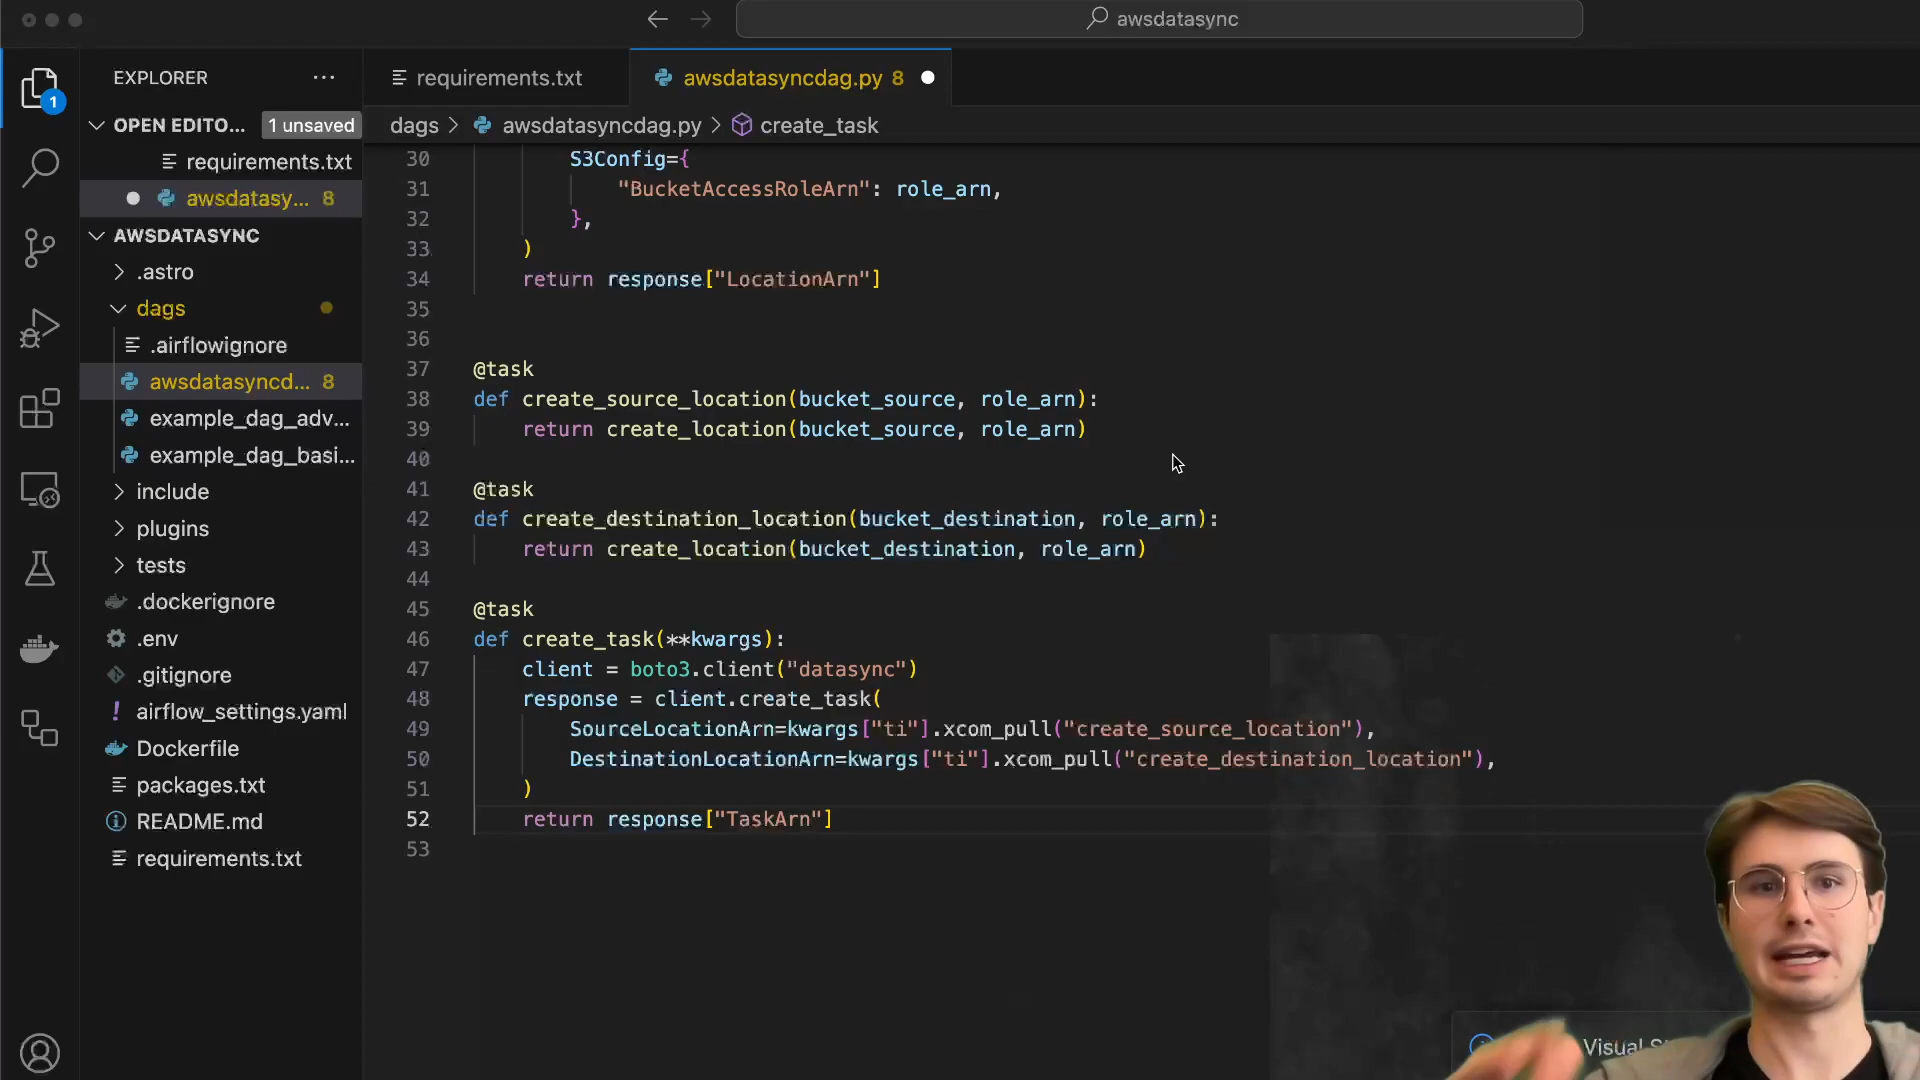 awsdatasync
EXPLORER
requirements.txt
awsdatasyncdag.py 8
1
OPEN EDITO... 1 unsaved
dags > awsdatasyncdag.py > create_task
requirements.txt
awsdatasy... 8
AWSDATASYNC
.astro
dags
.airflowignore
awsdatasyncd... 8
example_dag_adv...
example_dag_basi...
include
plugins
tests
.dockerignore
.env
.gitignore
airflow_settings.yaml
Dockerfile
packages.txt
README.md
requirements.txt
30 S3Config={
31 "BucketAccessRoleArn": role_arn,
32 },
33 )
34 return response["LocationArn"]
35
36
37 @task
38 def create_source_location(bucket_source, role_arn):
39 return create_location(bucket_source, role_arn)
40
41 @task
42 def create_destination_location(bucket_destination, role_arn):
43 return create_location(bucket_destination, role_arn)
44
45 @task
46 def create_task(**kwargs):
47 client = boto3.client("datasync")
48 response = client.create_task(
49 SourceLocationArn=kwargs["ti"].xcom_pull("create_source_location"),
50 DestinationLocationArn=kwargs["ti"].xcom_pull("create_destination_location"),
51 )
52 return response["TaskArn"]
53
Visual